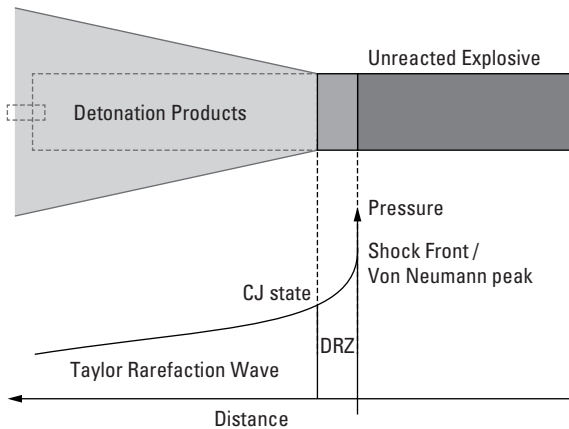 Unreacted Explosive
Detonation Products
Pressure
Shock Front /
Von Neumann peak
CJ state
DRZ
Taylor Rarefaction Wave
Distance